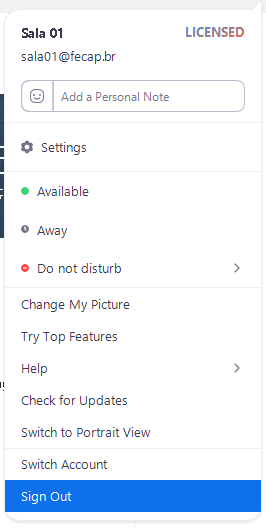 Sala 01 LICENSED
sala01@fecap.br
Add a Personal Note
Settings
Available
Away
Do not disturb
Change My Picture
Try Top Features
Help
Check for Updates
Switch to Portrait View
Switch Account
Sign Out